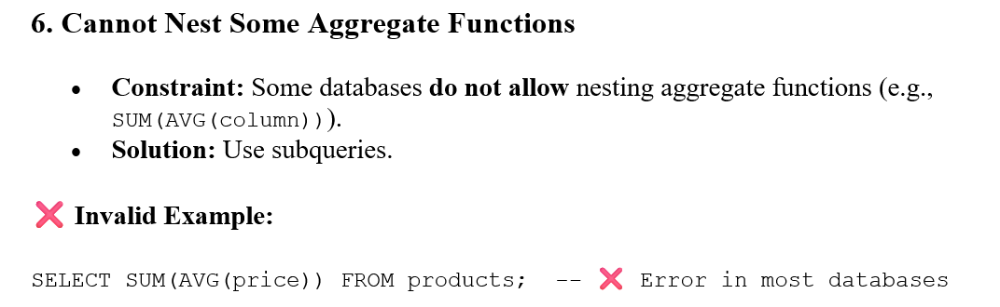 6. Cannot Nest Some Aggregate Functions
• Constraint: Some databases do not allow nesting aggregate functions (e.g.,
SUM(AVG(column))).
• Solution: Use subqueries.
❌ Invalid Example:
SELECT SUM(AVG(price)) FROM products;  -- ❌ Error in most databases